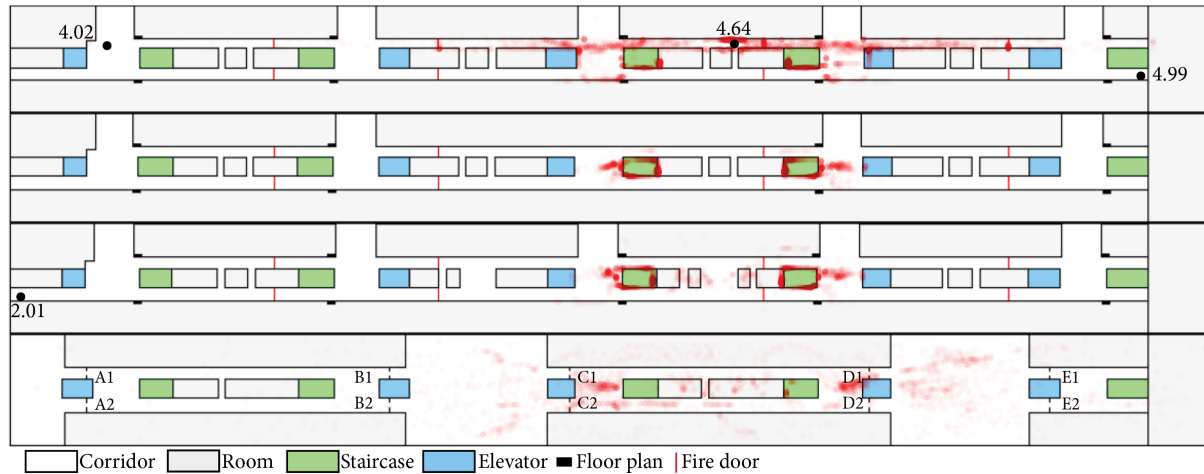 4.02
4.64
4.99
2.01
A1 B1 C1 D1 E1
A2 B2 C2 D2 E2
Corridor Room Staircase Elevator Floor plan Fire door